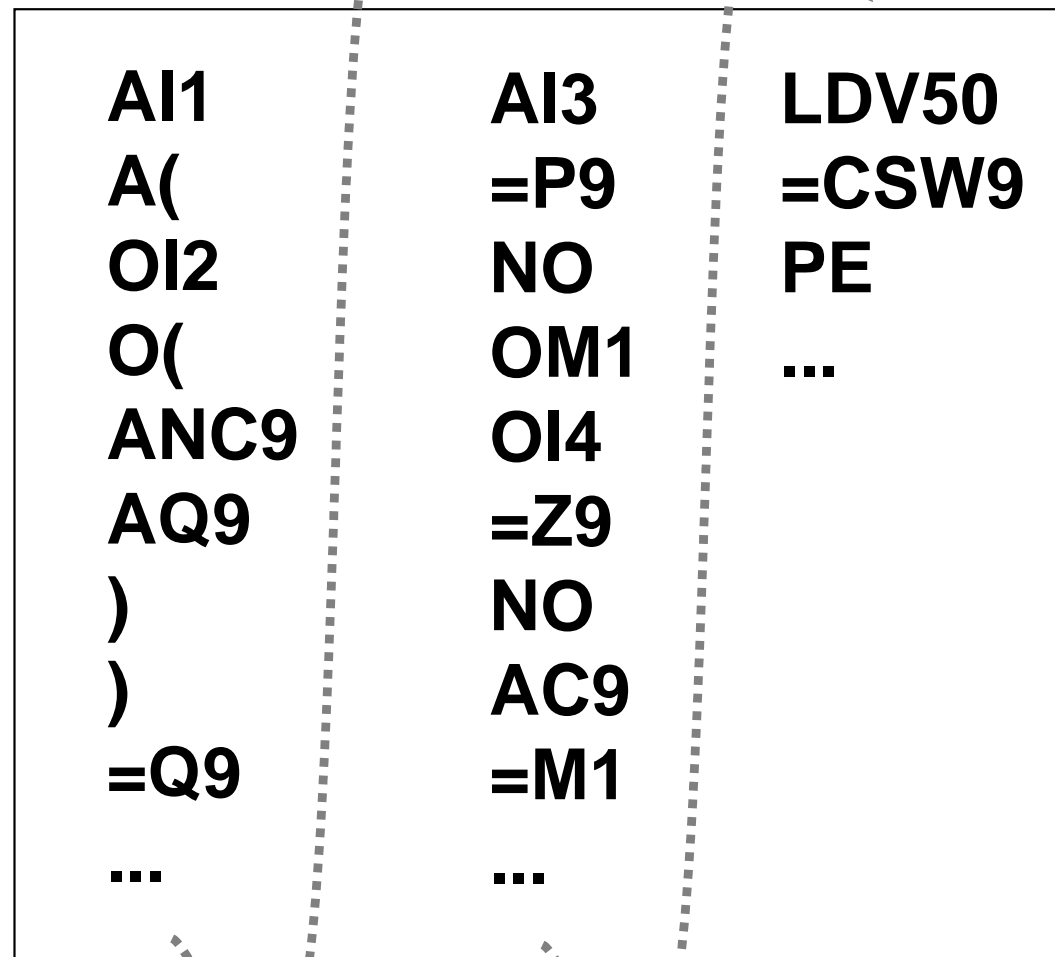 AI1
A(
OI2
O(
ANC9
AQ9
)
)
=Q9
...
AI3
=P9
NO
OM1
OI4
=Z9
NO
AC9
=M1
...
LDV50
=CSW9
PE
...